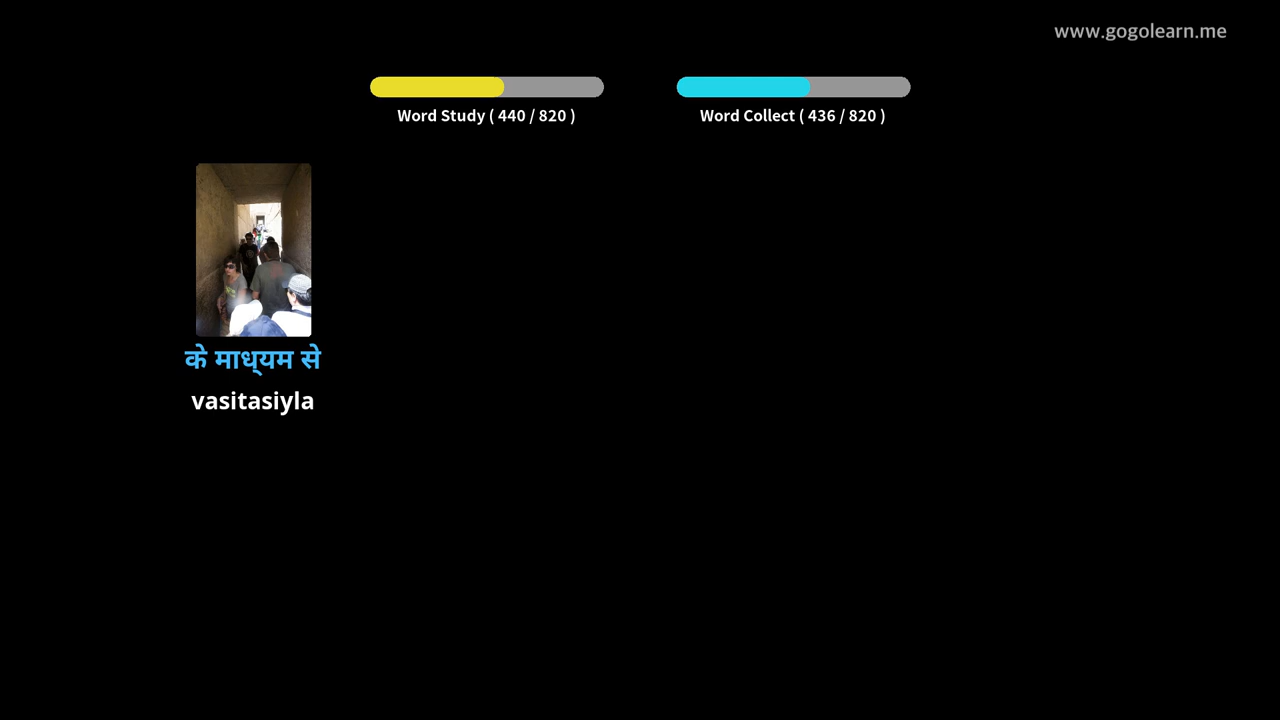 www.gogolearn.me
Word Study ( 440 / 820 )
Word Collect ( 436 / 820 )
के माध्यम से
vasitasiyla